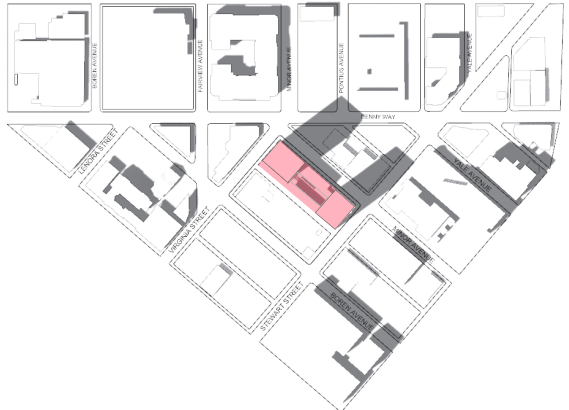 BOREN AVENUE
FAIRVIEW AVENUE
MINOR AVENUE
PONTIUS AVENUE
YALE AVENUE
DENNY WAY
LENORA STREET
VIRGINIA STREET
STEWART STREET
YALE AVENUE
MINOR AVENUE
BOREN AVENUE